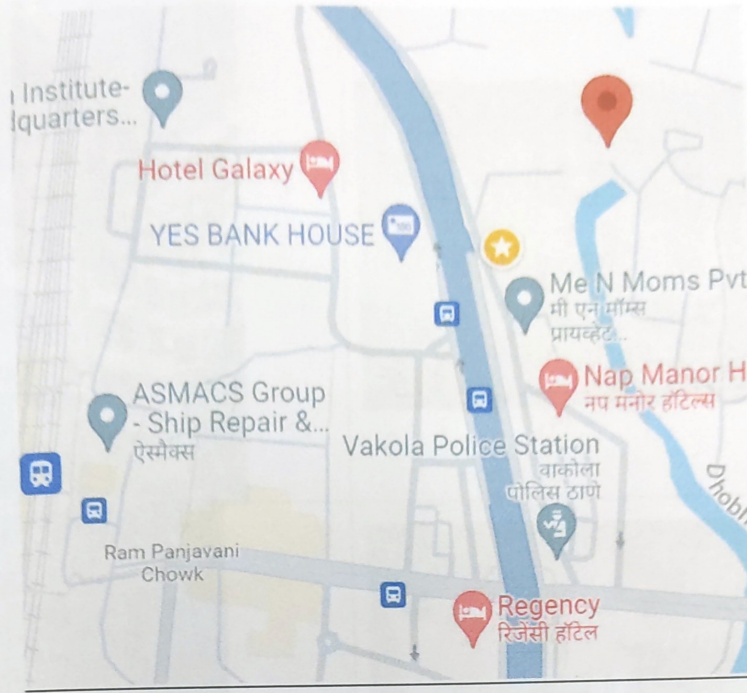 Institute-
quarters...
Hotel Galaxy
YES BANK HOUSE
Me N Moms Pvt
मी एन मॉम्स
प्रायव्हेट...
Nap Manor H
नप मनोर हॉटेल्स
ASMACS Group
- Ship Repair &...
ऐस्मैक्स
Vakola Police Station
वाकोला
पोलिस ठाणे
Ram Panjavani
Chowk
Regency
रिजेंसी हॉटेल
Dhobi